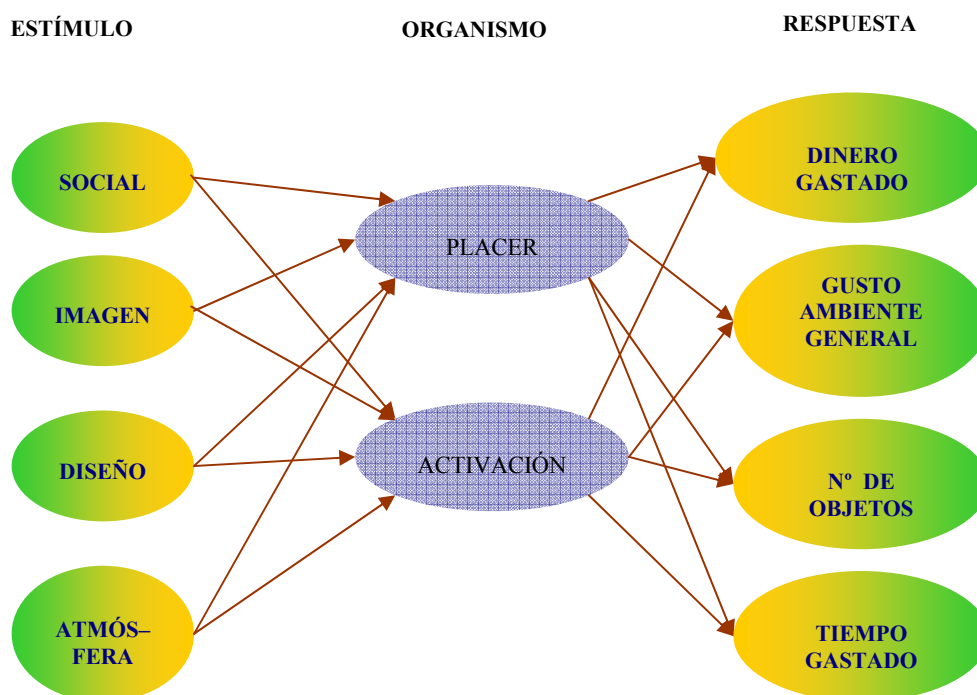 ESTÍMULO
ORGANISMO
RESPUESTA
SOCIAL
IMAGEN
DISEÑO
ATMÓS–
FERA
PLACER
ACTIVACIÓN
DINERO
GASTADO
GUSTO
AMBIENTE
GENERAL
Nº DE
OBJETOS
TIEMPO
GASTADO